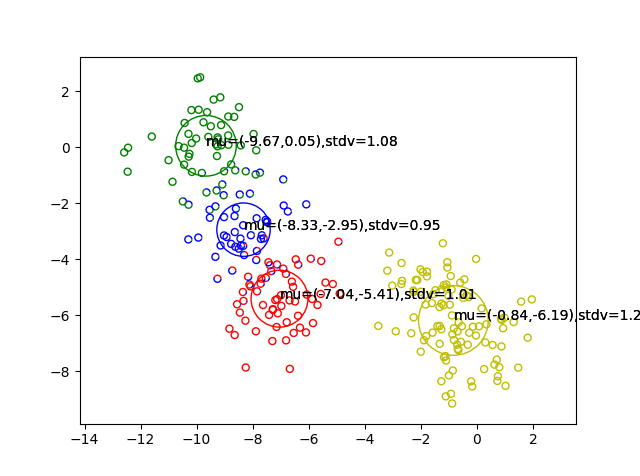 2
0
−2
−4
−6
−8
mu=(-9.67,0.05),stdv=1.08
mu=(-8.33,-2.95),stdv=0.95
mu=(-7.04,-5.41),stdv=1.01
mu=(-0.84,-6.19),stdv=1.2
−14 −12 −10 −8 −6 −4 −2 0 2